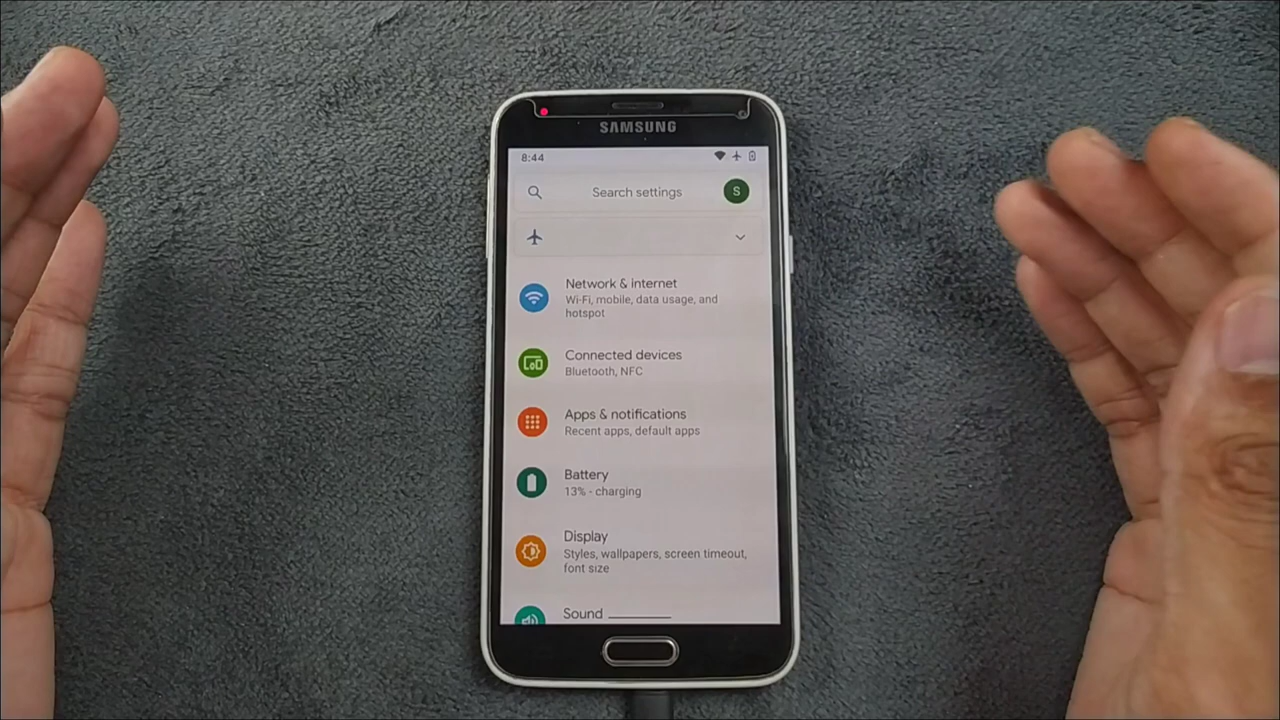 SAMSUNG
8:44
Search settings
S
Network & internet
Wi-Fi, mobile, data usage, and
hotspot
Connected devices
Bluetooth, NFC
Apps & notifications
Recent apps, default apps
Battery
13% - charging
Display
Styles, wallpapers, screen timeout,
font size
Sound